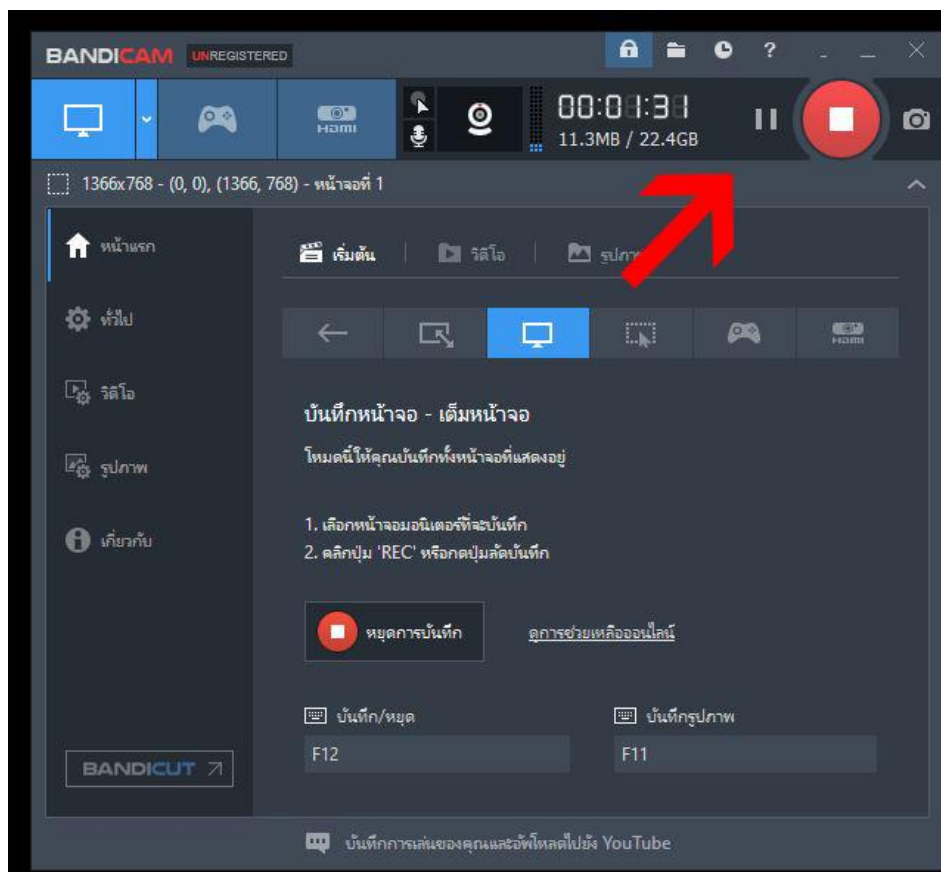 BANDICAM UNREGISTERED
HDMI
00:01:31
11.3MB / 22.4GB
1366x768 - (0, 0), (1366, 768) - หน้าจอที่ 1
หน้าแรก
เริ่มต้น
วิดีโอ
ทั่วไป
HDMI
วิดีโอ
บันทึกหน้าจอ - เต็มหน้าจอ
โหมดนี้ให้คุณบันทึกทั้งหน้าจอที่แสดงอยู่
รูปภาพ
1. เลือกหน้าจอมอนิเตอร์ที่จะบันทึก
2. คลิกปุ่ม 'REC' หรือกดปุ่มลัดบันทึก
เกี่ยวกับ
หยุดการบันทึก
ดูการช่วยเหลือออนไลน์
บันทึก/หยุด
บันทึกรูปภาพ
F12
F11
BANDICUT
บันทึกการเล่นของคุณและอัพโหลดไปยัง YouTube